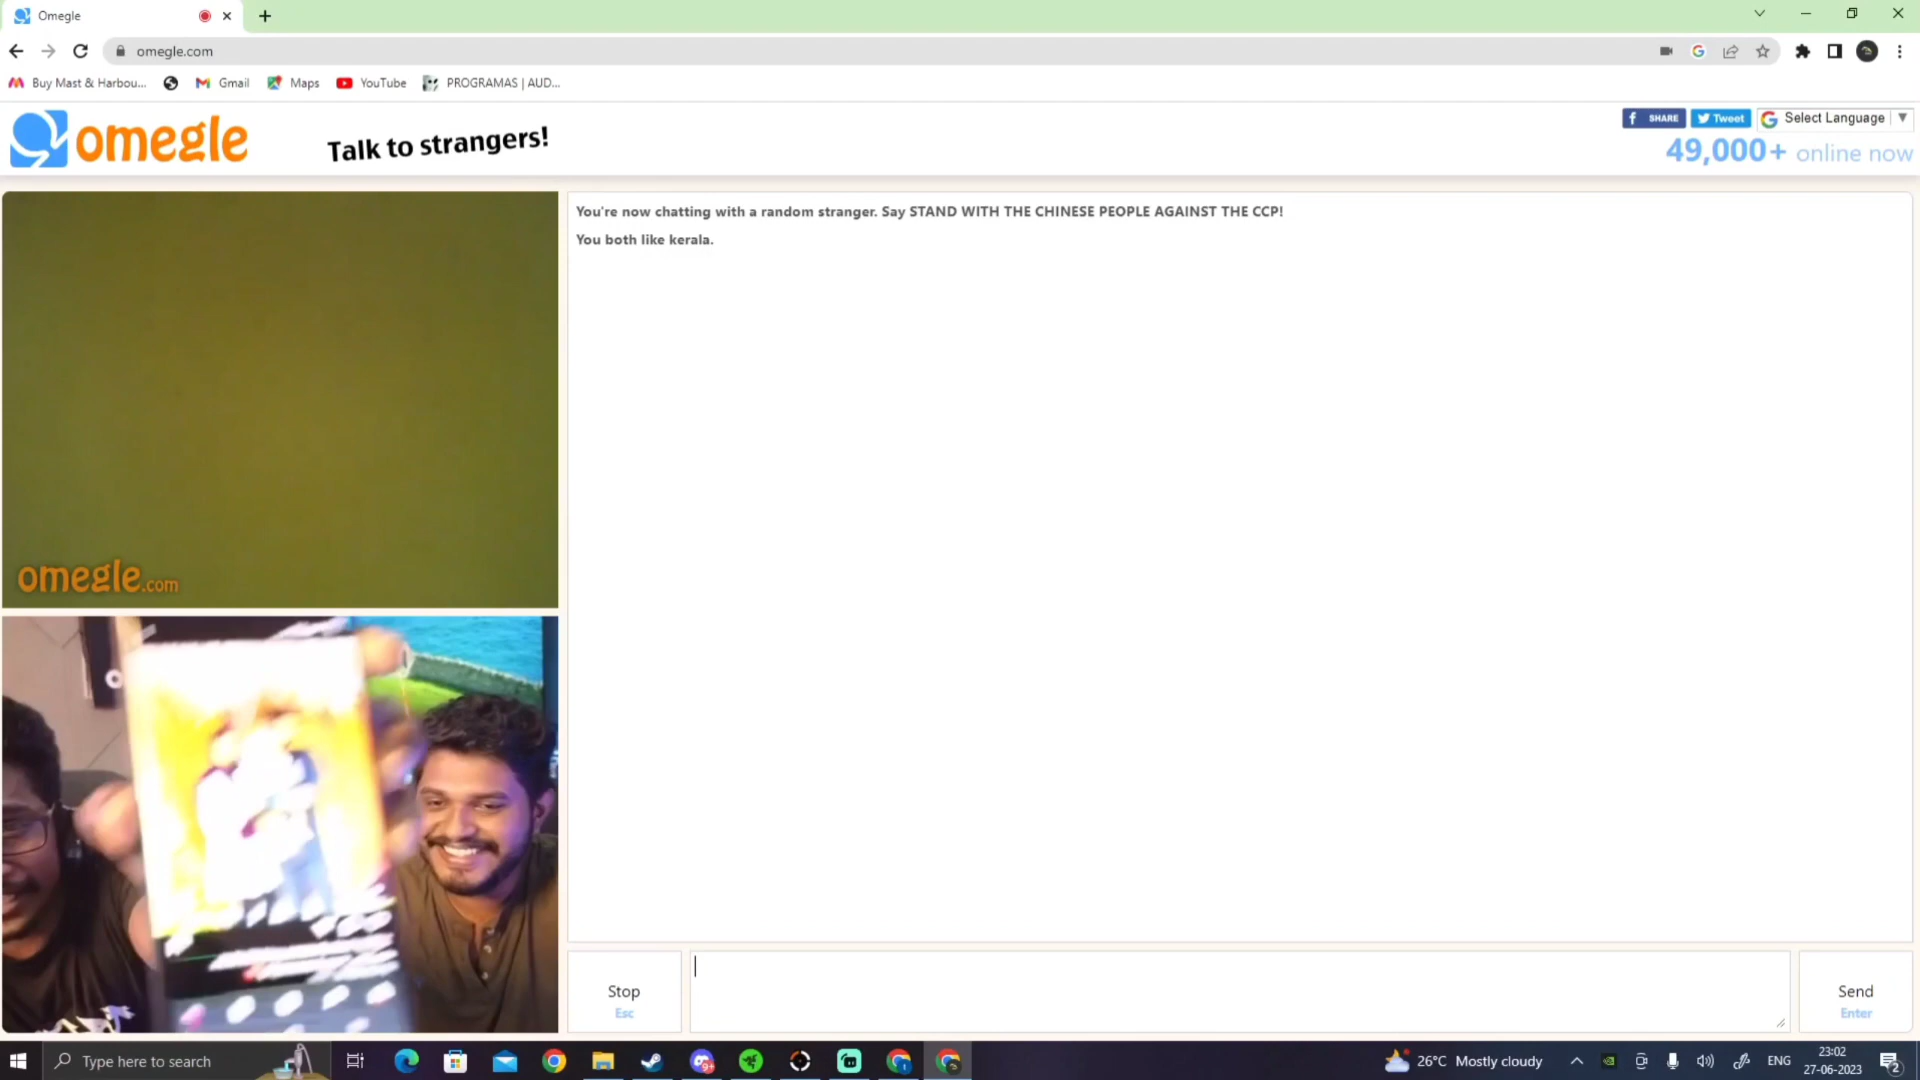 Omegle
omegle.com
Buy Mast & Harbou...
Gmail
Maps
YouTube
PROGRAMAS | AUD...
omegle
Talk to strangers!
SHARE
Tweet
Select Language
49,000+ online now
You're now chatting with a random stranger. Say STAND WITH THE CHINESE PEOPLE AGAINST THE CCP!
You both like kerala.
omegle.com
Stop
Esc
Send
Enter
Type here to search
26°C Mostly cloudy
ENG
23:02
27-06-2023
2